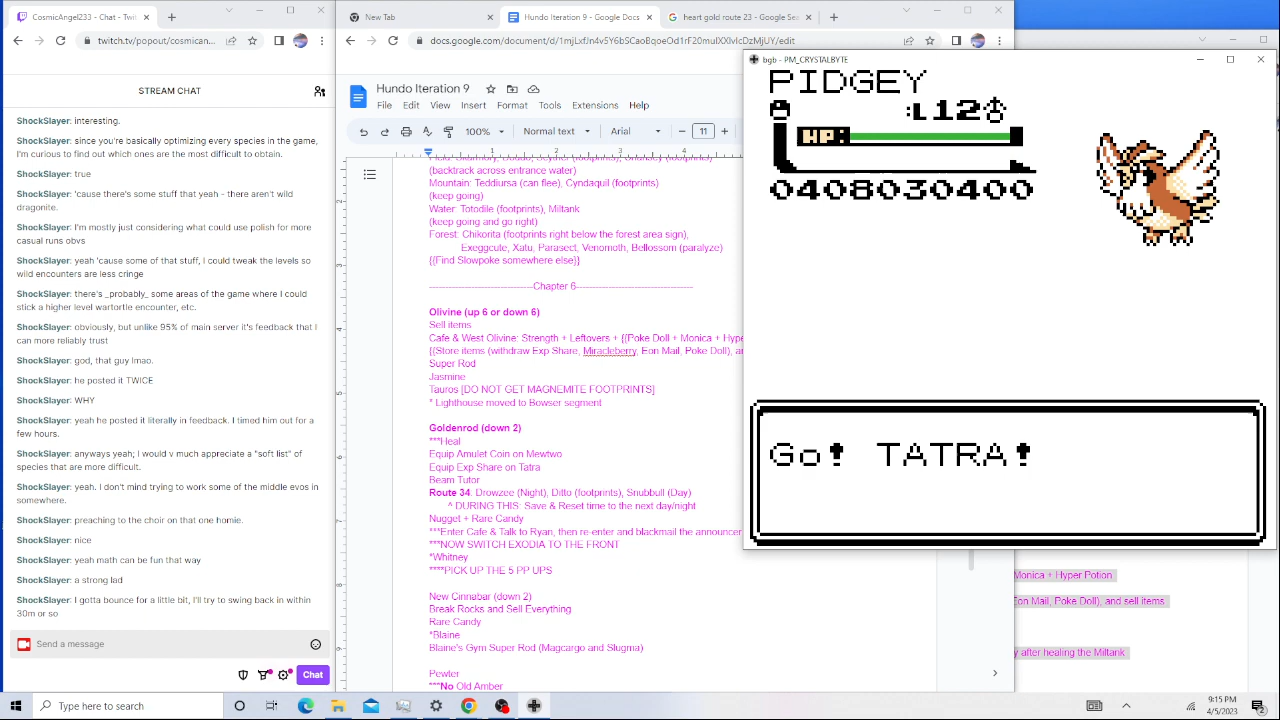 CosmicAngel233 - Chat - Twit
twitch.tv/popout/cosmican...
STREAM CHAT
ShockSlayer: interesting.
ShockSlayer: since you're basically optimizing every species in the game,
I'm curious to find out which ones are the most difficult to obtain.
ShockSlayer: true
ShockSlayer: 'cause there's some stuff that yeah - there aren't wild
dragonite.
ShockSlayer: I'm mostly just considering what could use polish for more
casual runs obvs
ShockSlayer: yeah 'cause some of that stuff, I could tweak the levels so
wild encounters are less cringe
ShockSlayer: there's _probably_ some areas of the game where I could
stick a higher level wartortle encounter, etc.
ShockSlayer: obviously, but unlike 95% of main server it's feedback that I
can more reliably trust
ShockSlayer: god, that guy lmao.
ShockSlayer: he posted it TWICE
ShockSlayer: WHY
ShockSlayer: yeah he posted it literally in feedback. I timed him out for a
few hours.
ShockSlayer: anyways yeah; I would v much appreciate a "soft list" of
species that are more difficult.
ShockSlayer: yeah. I don't mind trying to work some of the middle evos in
somewhere.
ShockSlayer: preaching to the choir on that one homie.
ShockSlayer: nice
ShockSlayer: yeah math can be fun that way
ShockSlayer: a strong lad
ShockSlayer: I gotta bounce for a little bit, I'll try to swing back in within
30m or so
Send a message
Chat
New Tab
Hundo Iteration 9 - Google Docs
heart gold route 23 - Google Sea
docs.google.com/document/d/
/edit
Hundo Iteration 9
File Edit View Insert Format Tools Extensions Help
100% Normal text Arial 11
1 2 3 4
(backtrack across entrance water)
Mountain: Teddiursa (can flee), Cyndaquil (footprints)
(keep going)
Water: Totodile (footprints), Miltank
(keep going and go right)
Forest: Chikorita (footprints right below the forest area sign),
Exeggcute, Xatu, Parasect, Venomoth, Bellossom (paralyze)
{{Find Slowpoke somewhere else}}
------------------------------------Chapter 6----------------------------------------
Olivine (up 6 or down 6)
Sell items
Cafe & West Olivine: Strength + Leftovers + {{Poke Doll + Monica + Hype
{{Store items (withdraw Exp Share, Miracleberry, Eon Mail, Poke Doll), an
Super Rod
Jasmine
Tauros [DO NOT GET MAGNEMITE FOOTPRINTS]
* Lighthouse moved to Bowser segment
Goldenrod (down 2)
***Heal
Equip Amulet Coin on Mewtwo
Equip Exp Share on Tatra
Beam Tutor
Route 34: Drowzee (Night), Ditto (footprints), Snubbull (Day)
^ DURING THIS: Save & Reset time to the next day/night
Nugget + Rare Candy
***Enter Cafe & Talk to Ryan, then re-enter and blackmail the announcer
***NOW SWITCH EXODIA TO THE FRONT
*Whitney
****PICK UP THE 5 PP UPS
New Cinnabar (down 2)
Break Rocks and Sell Everything
Rare Candy
*Blaine
Blaine's Gym Super Rod (Magcargo and Slugma)
Pewter
***No Old Amber
bgb - PM_CRYSTALBYTE
PIDGEY
:L12
HP:
0408030400
Go! TATRA!
Monica + Hyper Potion
Eon Mail, Poke Doll), and sell items
y after healing the Miltank
Type here to search
9:15 PM
4/5/2023
2